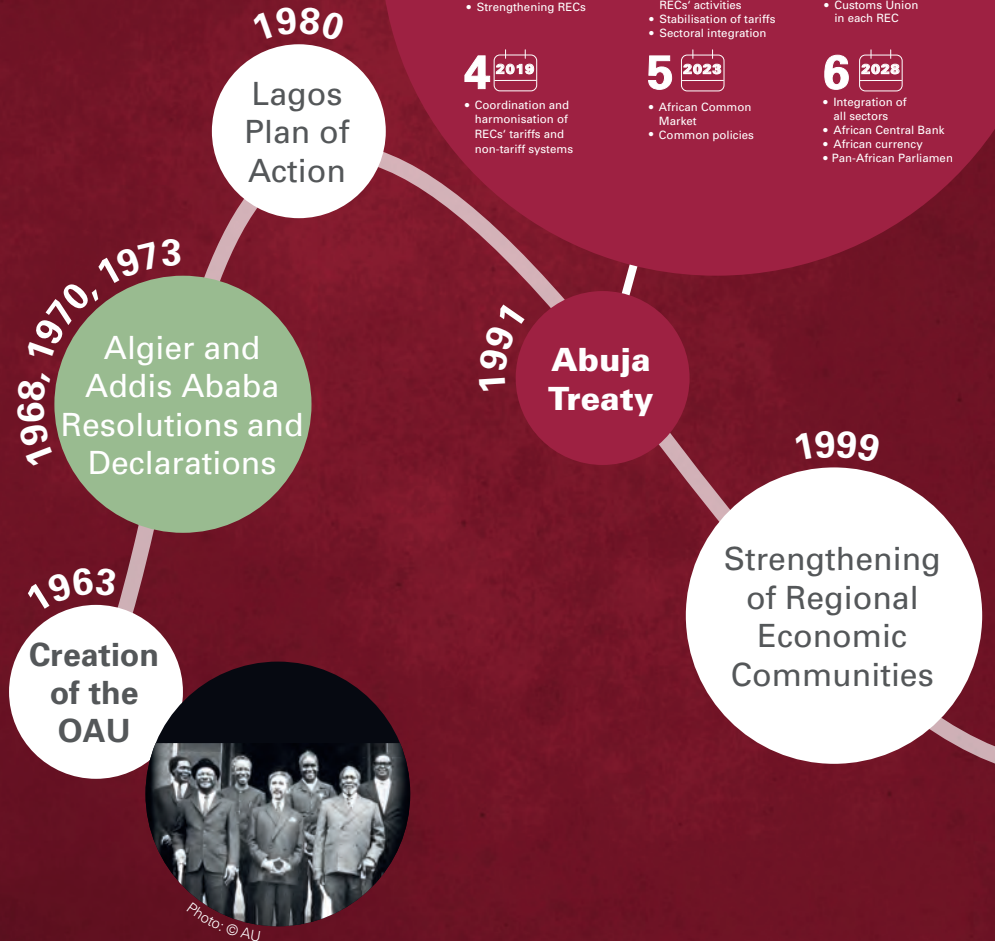 • Strengthening RECs
RECs’ activities
• Stabilisation of tariffs
• Sectoral integration
• Customs Union
in each REC
4 2019
• Coordination and
harmonisation of
RECs’ tariffs and
non-tariff systems
5 2023
• African Common
Market
• Common policies
6 2028
• Integration of
all sectors
• African Central Bank
• African currency
• Pan-African Parliamen
1980
Lagos
Plan of
Action
1968, 1970, 1973
Algier and
Addis Ababa
Resolutions and
Declarations
1963
Creation
of the
OAU
Photo: © AU
1991
Abuja
Treaty
1999
Strengthening
of Regional
Economic
Communities